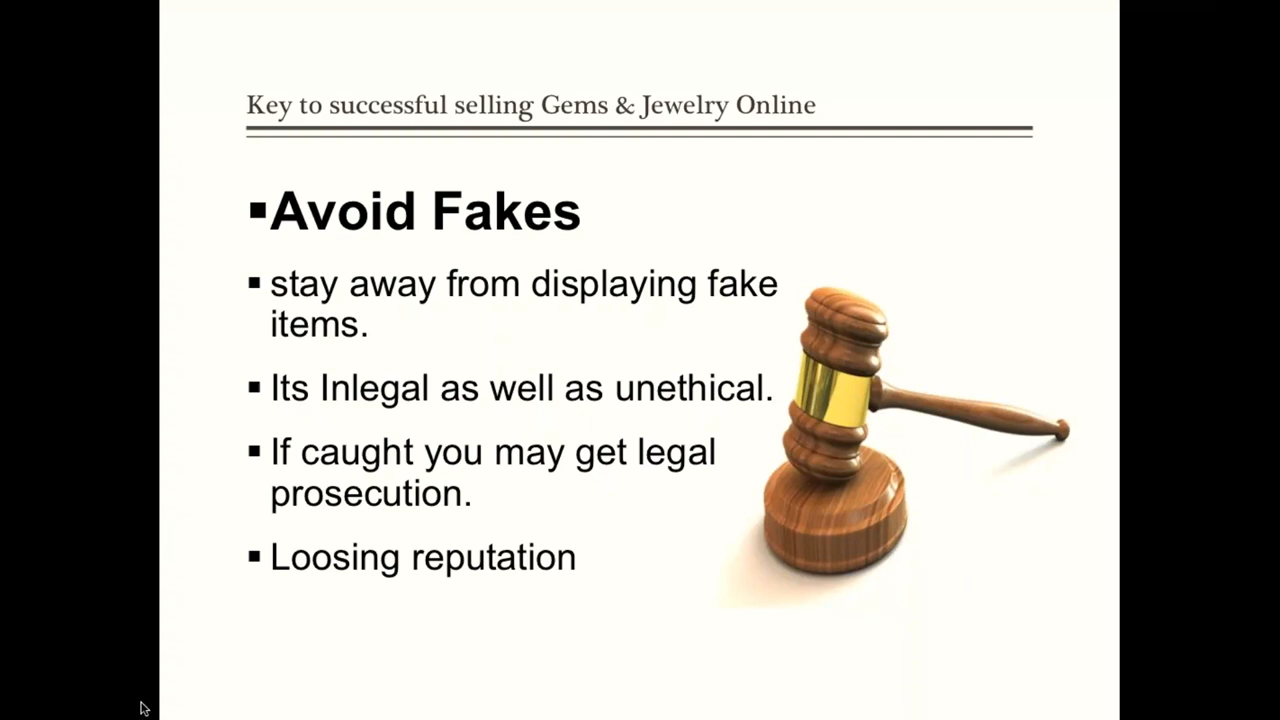 Key to successful selling Gems & Jewelry Online
▪Avoid Fakes
▪ stay away from displaying fake
items.
▪ Its Inlegal as well as unethical.
▪ If caught you may get legal
prosecution.
▪ Loosing reputation